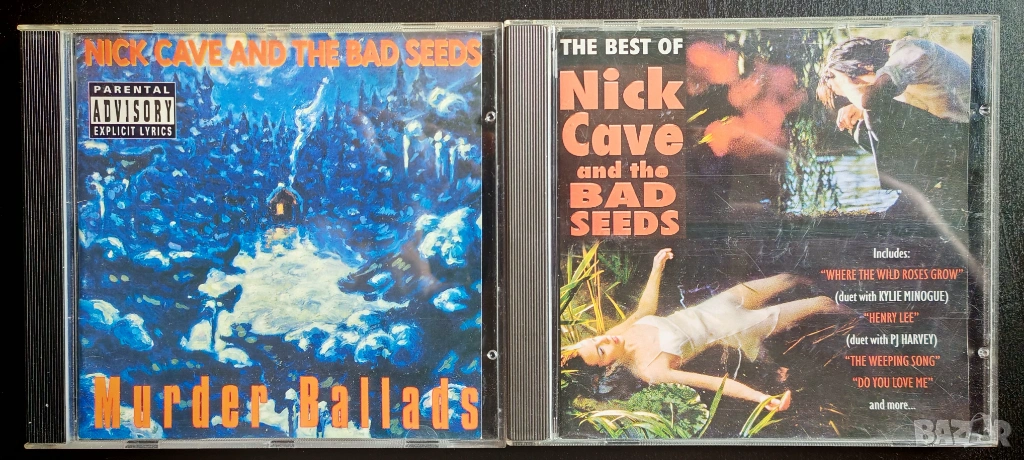 NICK CAVE AND THE BAD SEEDS
PARENTAL
ADVISORY
EXPLICIT LYRICS
Murder Ballads
THE BEST OF
Nick
Cave
and the
BAD
SEEDS
Includes:
"WHERE THE WILD ROSES GROW"
(duet with KYLIE MINOGUE)
"HENRY LEE"
(duet with PJ HARVEY)
"THE WEEPING SONG"
"DO YOU LOVE ME"
and more...
BAZAR